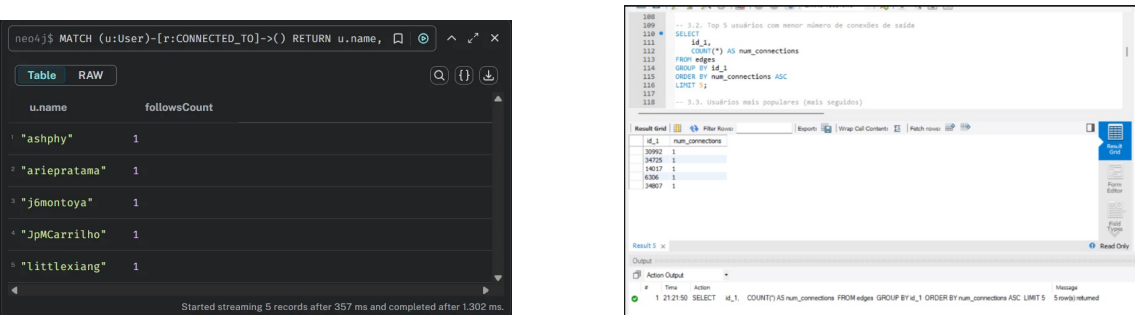 neo4j$ MATCH (u:User)-[r:CONNECTED_TO]->() RETURN u.name,
Table RAW
u.name followsCount
1 "ashphy" 1
2 "ariepratama" 1
3 "j6montoya" 1
4 "JpMCarrilho" 1
5 "littlexiang" 1
Started streaming 5 records after 357 ms and completed after 1.302 ms.
108
109 -- 3.2. Top 5 usuários com menor número de conexões de saída
110 SELECT
111 id_1,
112 COUNT(*) AS num_connections
113 FROM edges
114 GROUP BY id_1
115 ORDER BY num_connections ASC
116 LIMIT 5;
117
118 -- 3.3. Usuários mais populares (mais seguidos)
Result Grid Filter Rows: Export: Wrap Cell Content: Fetch rows:
id_1 num_connections
30992 1
34725 1
14017 1
6306 1
34807 1
Result Grid
Form Editor
Field Types
Result 5 Read Only
Output
Action Output
# Time Action Message
1 21:21:50 SELECT id_1, COUNT(*) AS num_connections FROM edges GROUP BY id_1 ORDER BY num_connections ASC LIMIT 5 5 row(s) returned